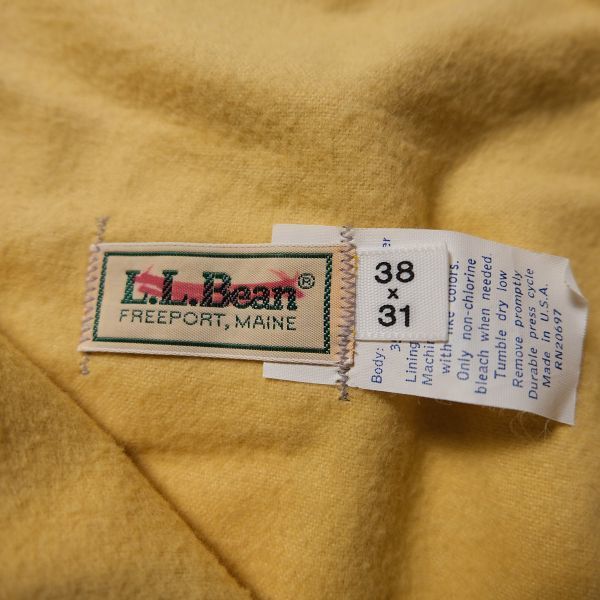 L.L.Bean®
FREEPORT, MAINE
38
x
31
Body:
Lining
with like colors.
Only non-chlorine
bleach when needed.
Tumble dry low
Remove promptly
Durable press cycle
Made in U.S.A.
RN20697